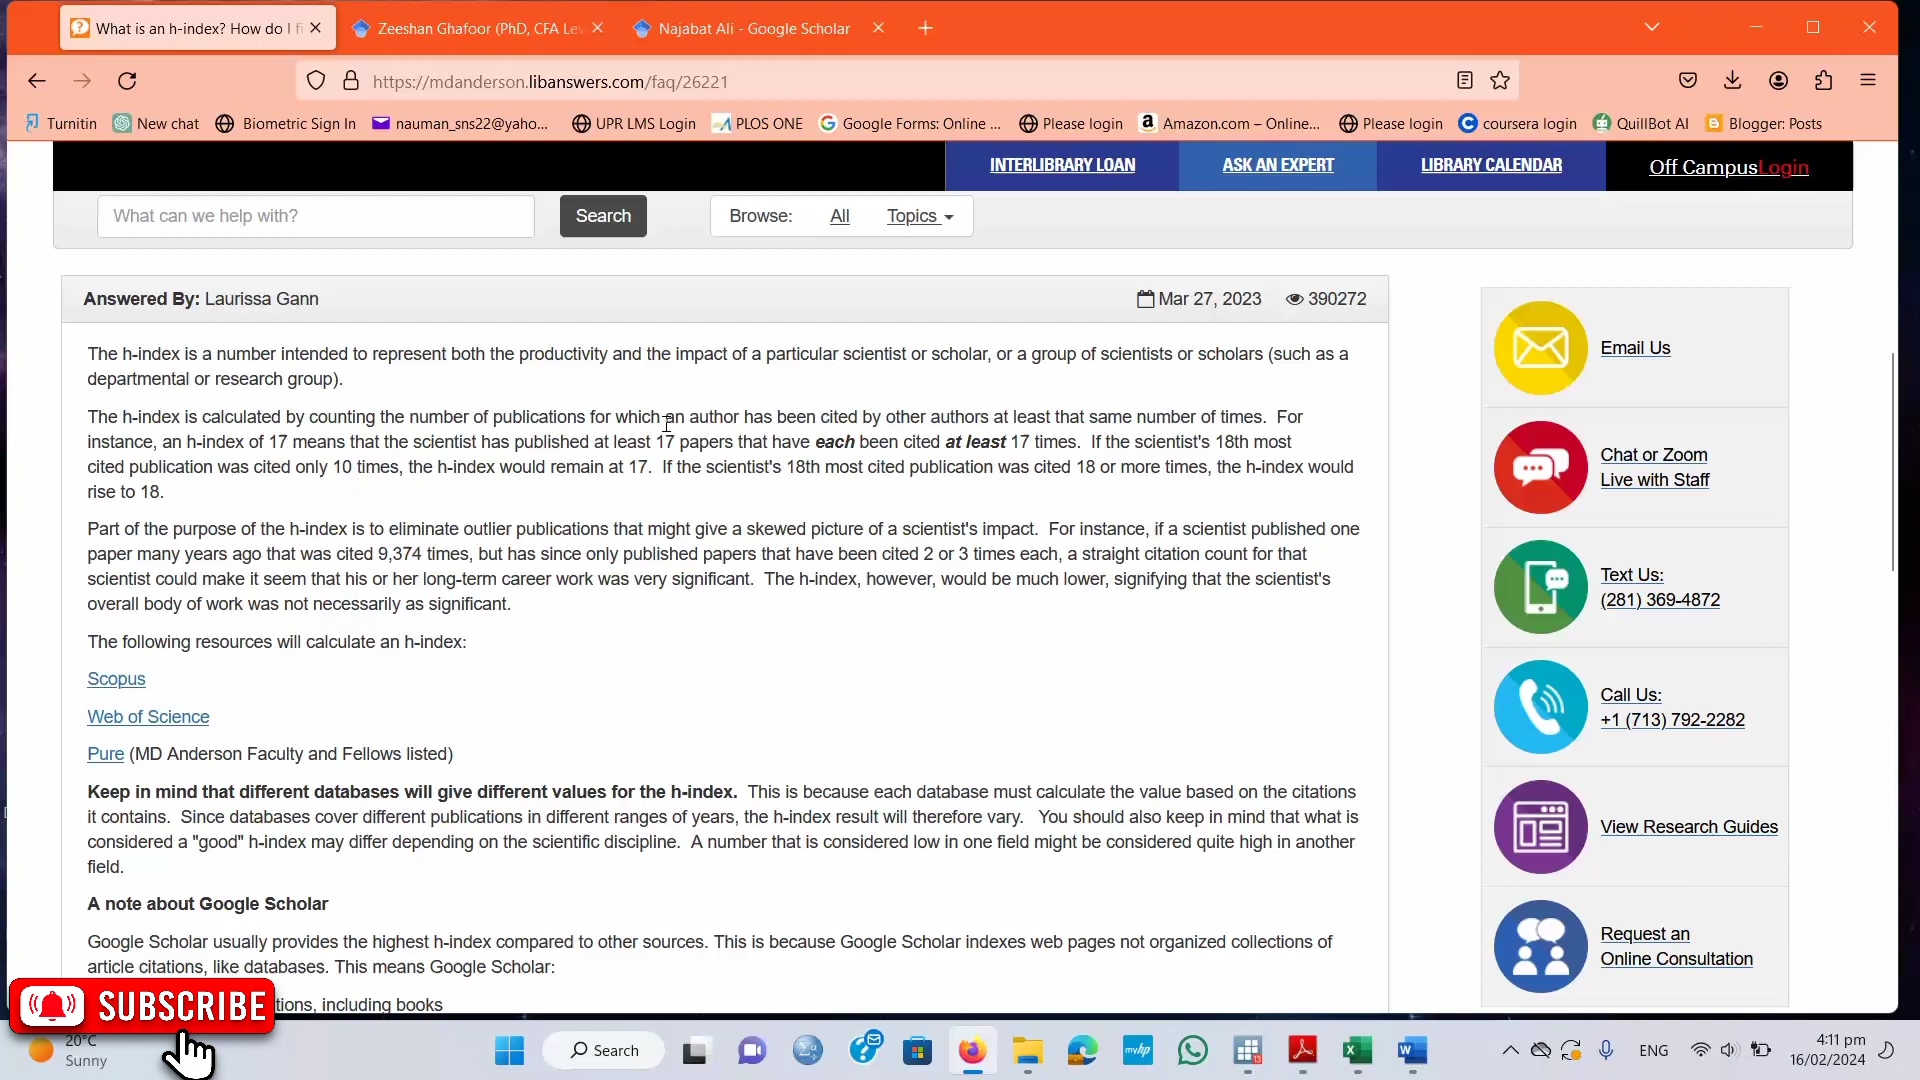 What is an h-index? How do I fi
Zeeshan Ghafoor (PhD, CFA Lev
Najabat Ali - Google Scholar
https://mdanderson.libanswers.com/faq/26221
Turnitin
New chat
Biometric Sign In
nauman_sns22@yaho...
UPR LMS Login
PLOS ONE
Google Forms: Online ...
Please login
Amazon.com – Online...
Please login
coursera login
QuillBot AI
Blogger: Posts
INTERLIBRARY LOAN
ASK AN EXPERT
LIBRARY CALENDAR
Off CampusLogin
What can we help with?
Search
Browse:
All
Topics
Answered By: Laurissa Gann
Mar 27, 2023
390272
The h-index is a number intended to represent both the productivity and the impact of a particular scientist or scholar, or a group of scientists or scholars (such as a
departmental or research group).
The h-index is calculated by counting the number of publications for which an author has been cited by other authors at least that same number of times. For
instance, an h-index of 17 means that the scientist has published at least 17 papers that have each been cited at least 17 times. If the scientist's 18th most
cited publication was cited only 10 times, the h-index would remain at 17. If the scientist's 18th most cited publication was cited 18 or more times, the h-index would
rise to 18.
Part of the purpose of the h-index is to eliminate outlier publications that might give a skewed picture of a scientist's impact. For instance, if a scientist published one
paper many years ago that was cited 9,374 times, but has since only published papers that have been cited 2 or 3 times each, a straight citation count for that
scientist could make it seem that his or her long-term career work was very significant. The h-index, however, would be much lower, signifying that the scientist's
overall body of work was not necessarily as significant.
The following resources will calculate an h-index:
Scopus
Web of Science
Pure (MD Anderson Faculty and Fellows listed)
Keep in mind that different databases will give different values for the h-index. This is because each database must calculate the value based on the citations
it contains. Since databases cover different publications in different ranges of years, the h-index result will therefore vary. You should also keep in mind that what is
considered a "good" h-index may differ depending on the scientific discipline. A number that is considered low in one field might be considered quite high in another
field.
A note about Google Scholar
Google Scholar usually provides the highest h-index compared to other sources. This is because Google Scholar indexes web pages not organized collections of
article citations, like databases. This means Google Scholar:
tions, including books
Email Us
Chat or Zoom
Live with Staff
Text Us:
(281) 369-4872
Call Us:
+1 (713) 792-2282
View Research Guides
Request an
Online Consultation
SUBSCRIBE
20°C
Sunny
Search
myhp
ENG
4:11 pm
16/02/2024